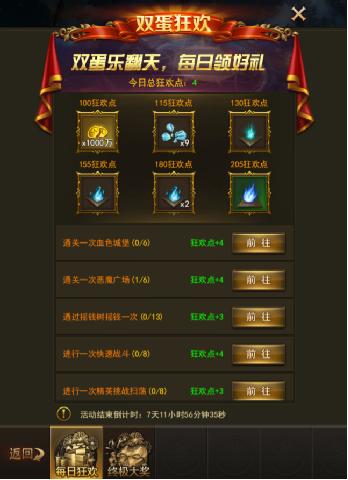 双蛋狂欢
双蛋乐翻天，每日领好礼
今日总狂欢点：4
100狂欢点 115狂欢点 130狂欢点
x1000万 x9
155狂欢点 180狂欢点 205狂欢点
x2
通关一次血色城堡(0/6) 狂欢点+4 前往
通关一次恶魔广场(1/6) 狂欢点+4 前往
通过摇钱树摇钱一次(0/13) 狂欢点+3 前往
进行一次快速战斗(0/8) 狂欢点+4 前往
进行一次精英挑战扫荡(0/8) 狂欢点+3 前往
活动结束倒计时：7天11小时56分钟35秒
返回 每日狂欢 终极大奖